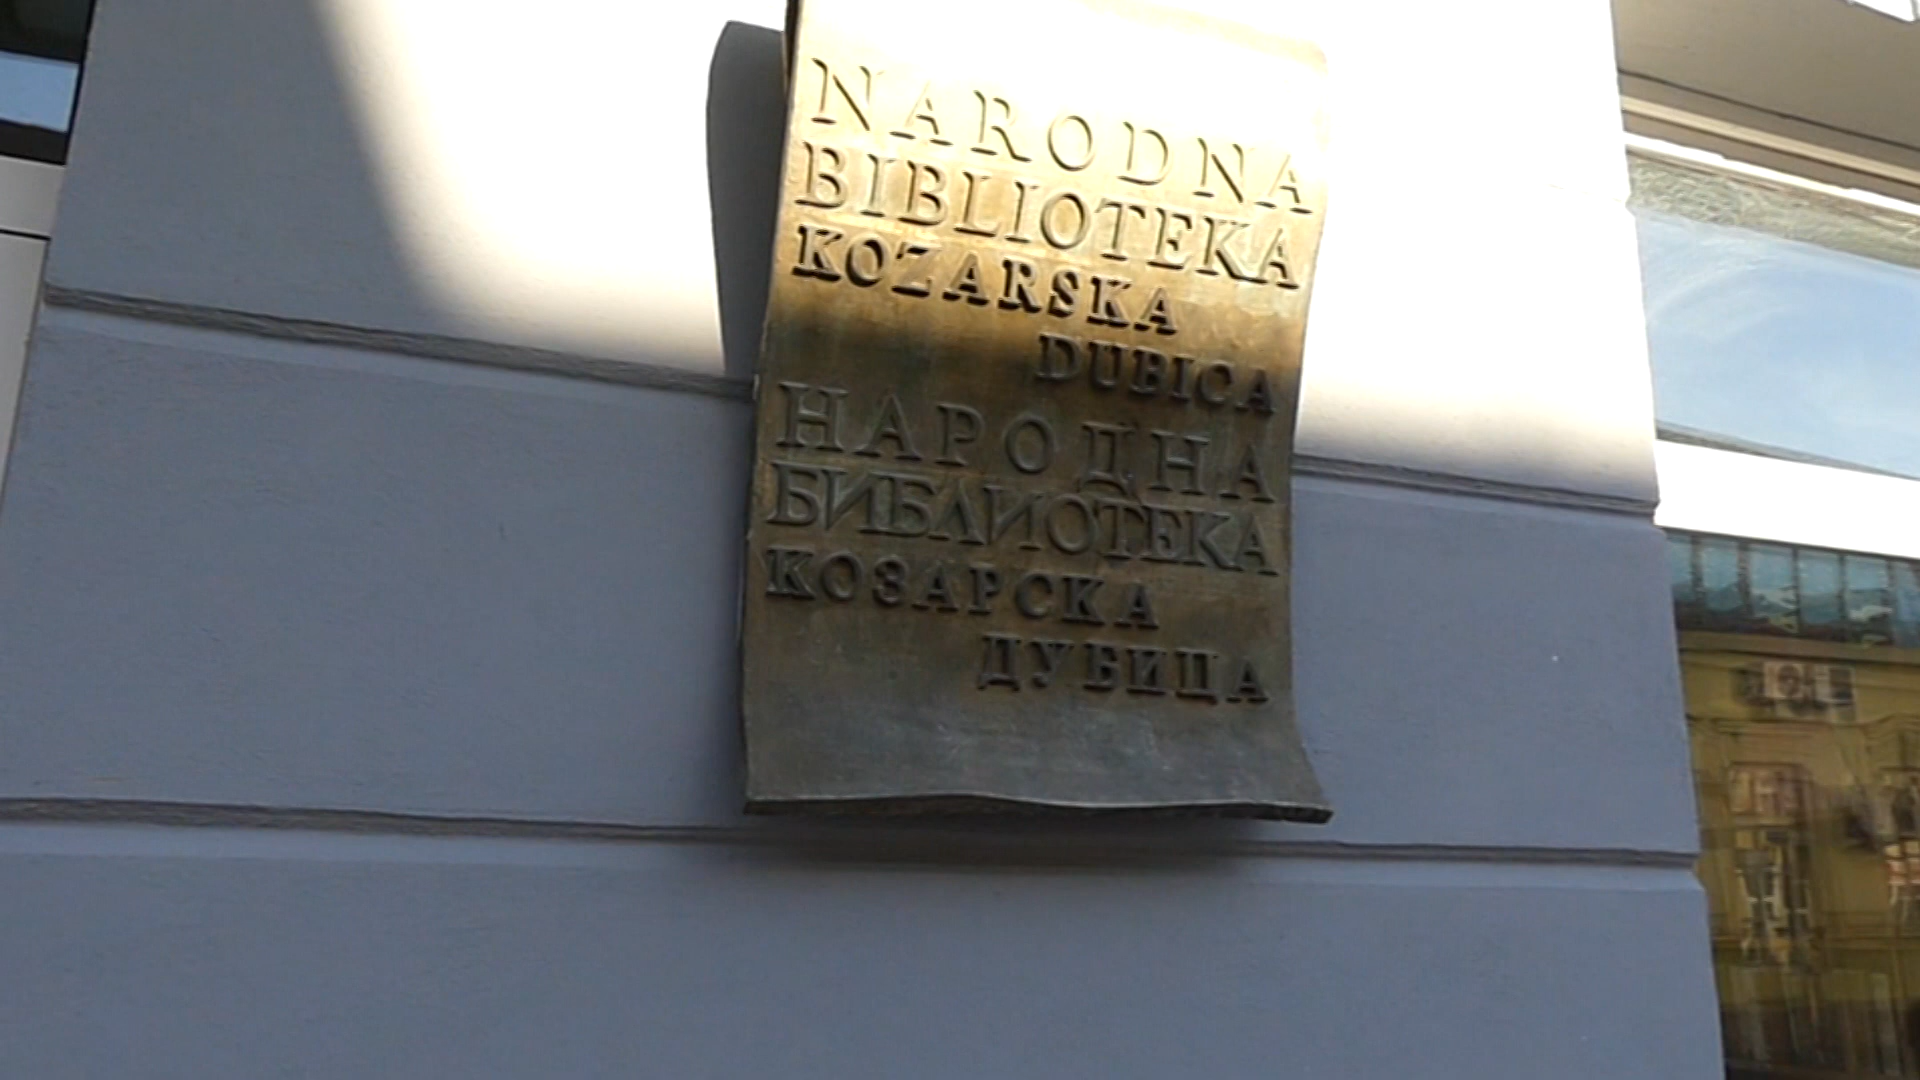 NARODNA
BIBLIOTEKA
KOZARSKA
DUBICA
НАРОДНА
БИБЛИОТЕКА
КОЗАРСКА
ДУБИЦА